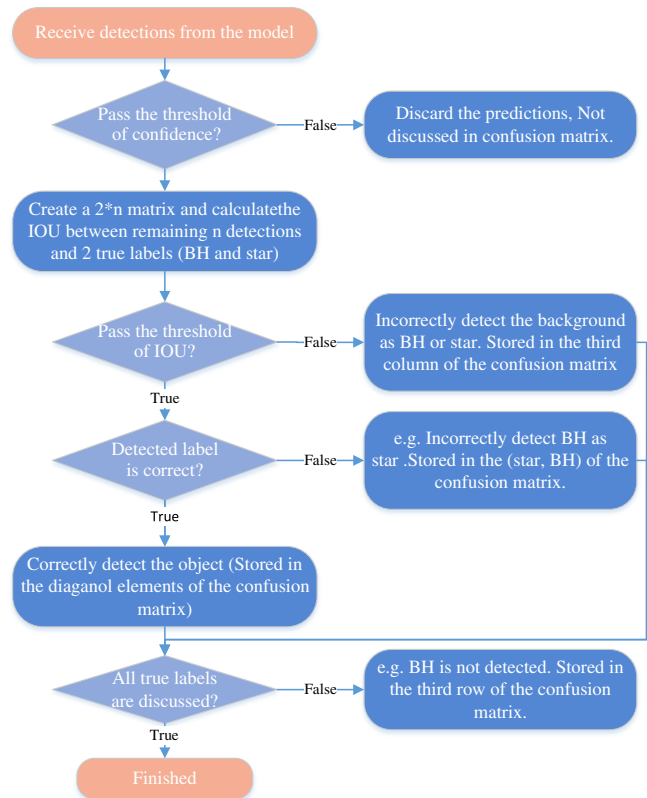 Receive detections from the model
Pass the threshold
of confidence?
False
Discard the predictions, Not
discussed in confusion matrix.
Create a 2*n matrix and calculatethe
IOU between remaining n detections
and 2 true labels (BH and star)
Pass the threshold
of IOU?
False
Incorrectly detect the background
as BH or star. Stored in the third
column of the confusion matrix
True
Detected label
is correct?
False
e.g. Incorrectly detect BH as
star .Stored in the (star, BH) of the
confusion matrix.
True
Correctly detect the object (Stored in
the diaganol elements of the confusion
matrix)
All true labels
are discussed?
False
e.g. BH is not detected. Stored in
the third row of the confusion
matrix.
True
Finished